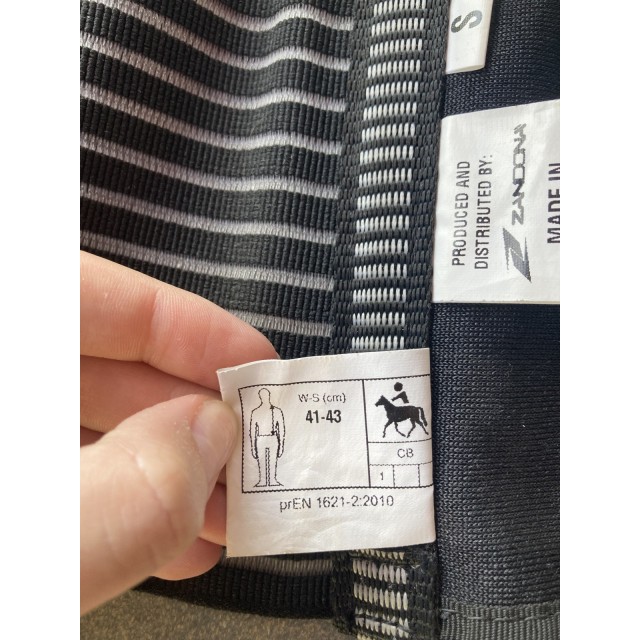 S
PRODUCED AND
DISTRIBUTED BY:
ZANDONA
MADE IN
W-S (cm)
41-43
CB
1
prEN 1621-2:2010